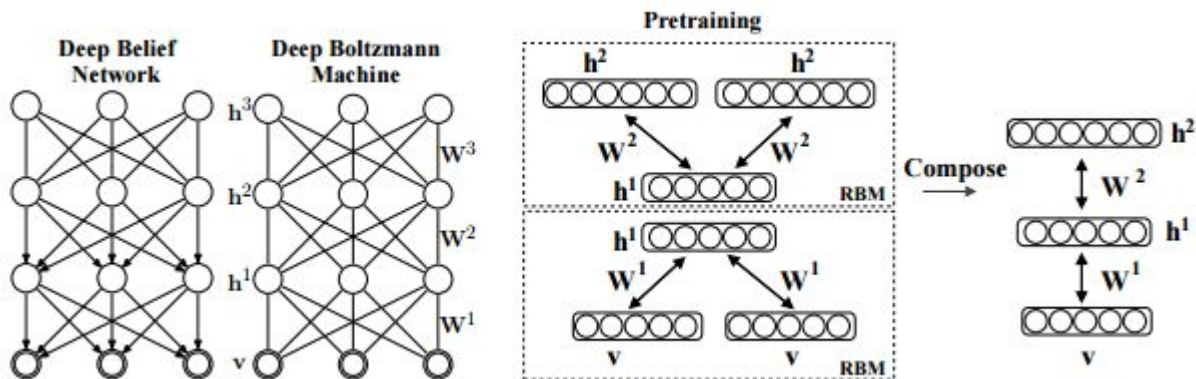 Deep Belief
Network
Deep Boltzmann
Machine
h³
W³
h²
W²
h¹
W¹
v
Pretraining
h² h²
W² W²
h¹
RBM
h¹
W¹ W¹
v v
RBM
Compose
h²
W²
h¹
W¹
v